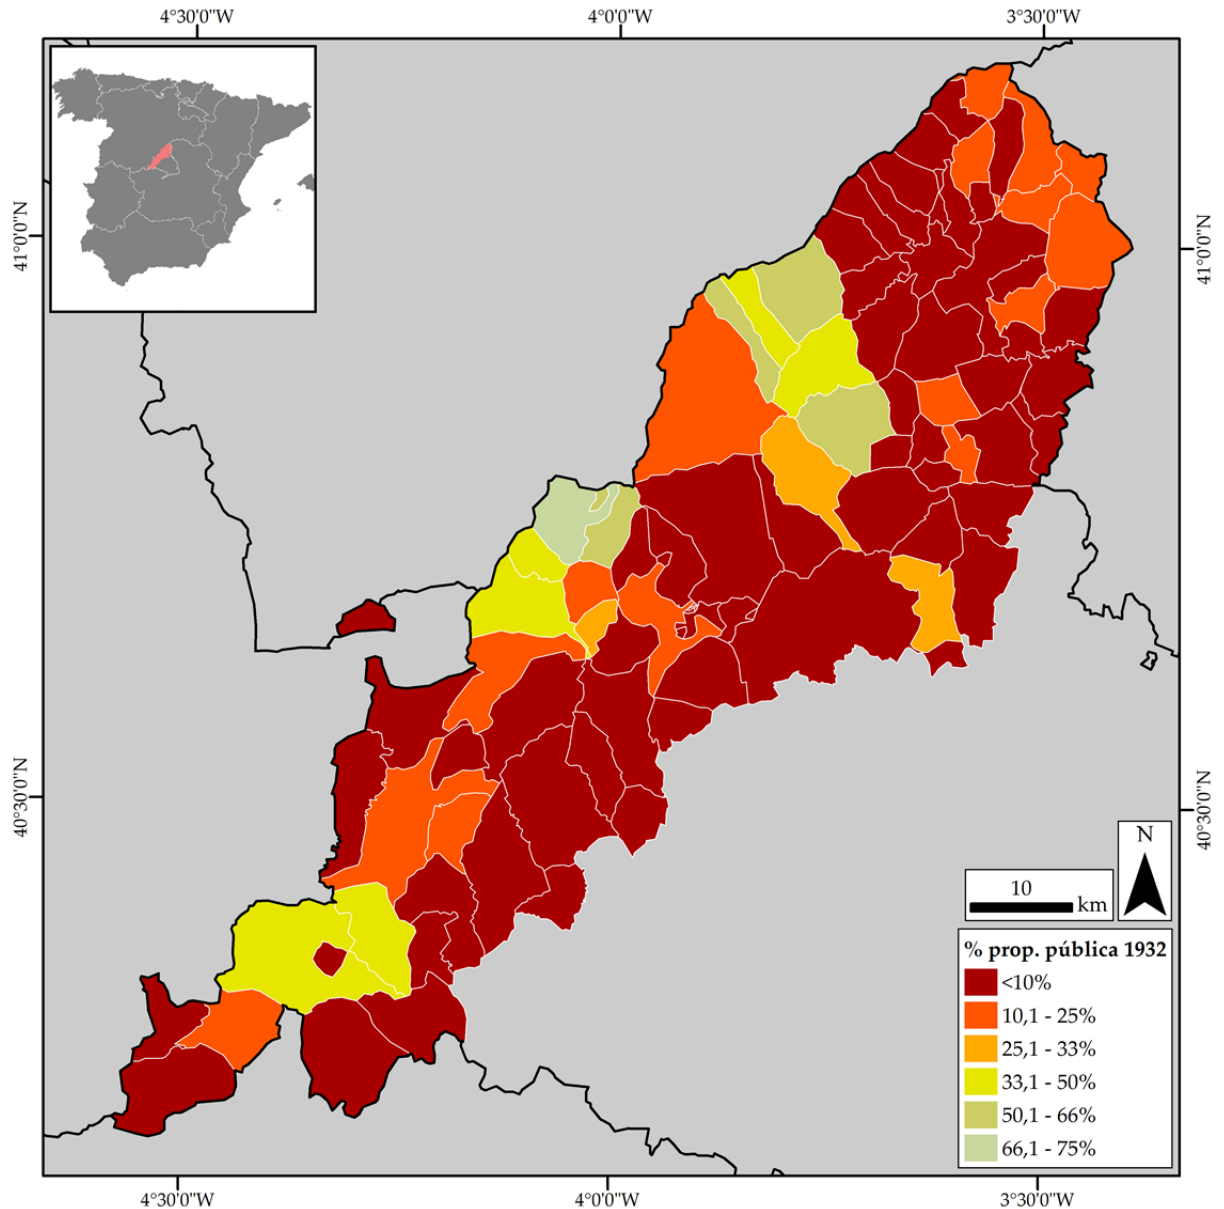 4°30'0"W 4°0'0"W 3°30'0"W
41°0'0"N
41°0'0"N
40°30'0"N
40°30'0"N
N
10
km
% prop. pública 1932
<10%
10,1 - 25%
25,1 - 33%
33,1 - 50%
50,1 - 66%
66,1 - 75%
4°30'0"W 4°0'0"W 3°30'0"W